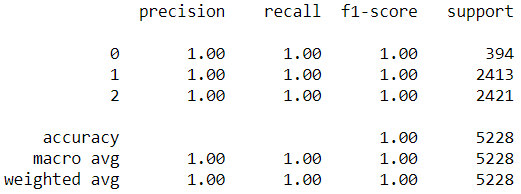 precision recall f1-score support
0 1.00 1.00 1.00 394
1 1.00 1.00 1.00 2413
2 1.00 1.00 1.00 2421
accuracy 1.00 5228
macro avg 1.00 1.00 1.00 5228
weighted avg 1.00 1.00 1.00 5228